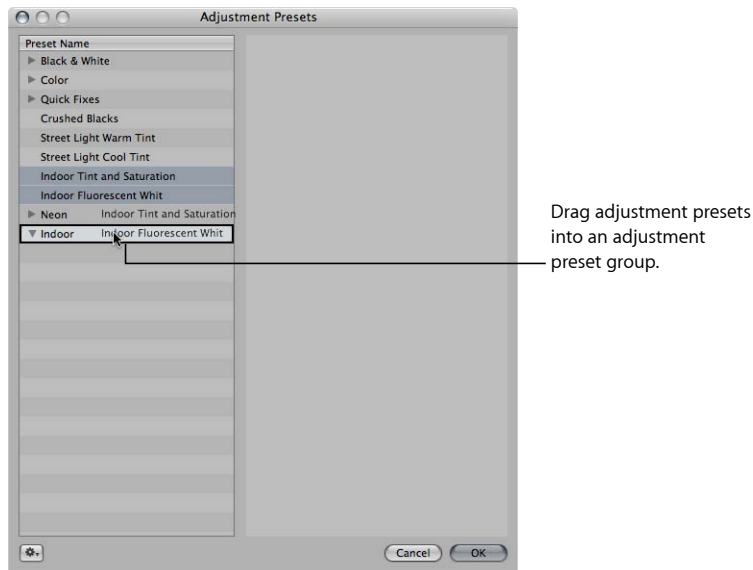 Adjustment Presets
Preset Name
Black & White
Color
Quick Fixes
Crushed Blacks
Street Light Warm Tint
Street Light Cool Tint
Indoor Tint and Saturation
Indoor Fluorescent Whit
Neon Indoor Tint and Saturation
Indoor Indoor Fluorescent Whit
Drag adjustment presets
into an adjustment
preset group.
Cancel OK